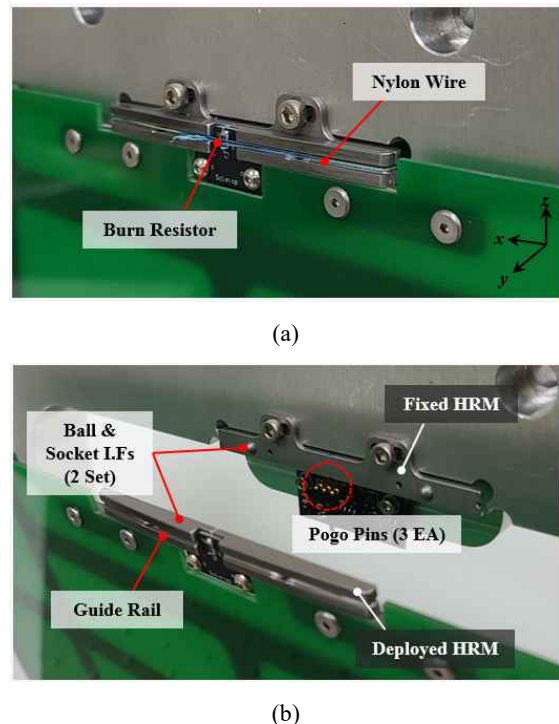 Nylon Wire
Burn Resistor
z
x
y
(a)
Fixed HRM
Ball &
Socket I.Fs
(2 Set)
Pogo Pins (3 EA)
Guide Rail
Deployed HRM
(b)